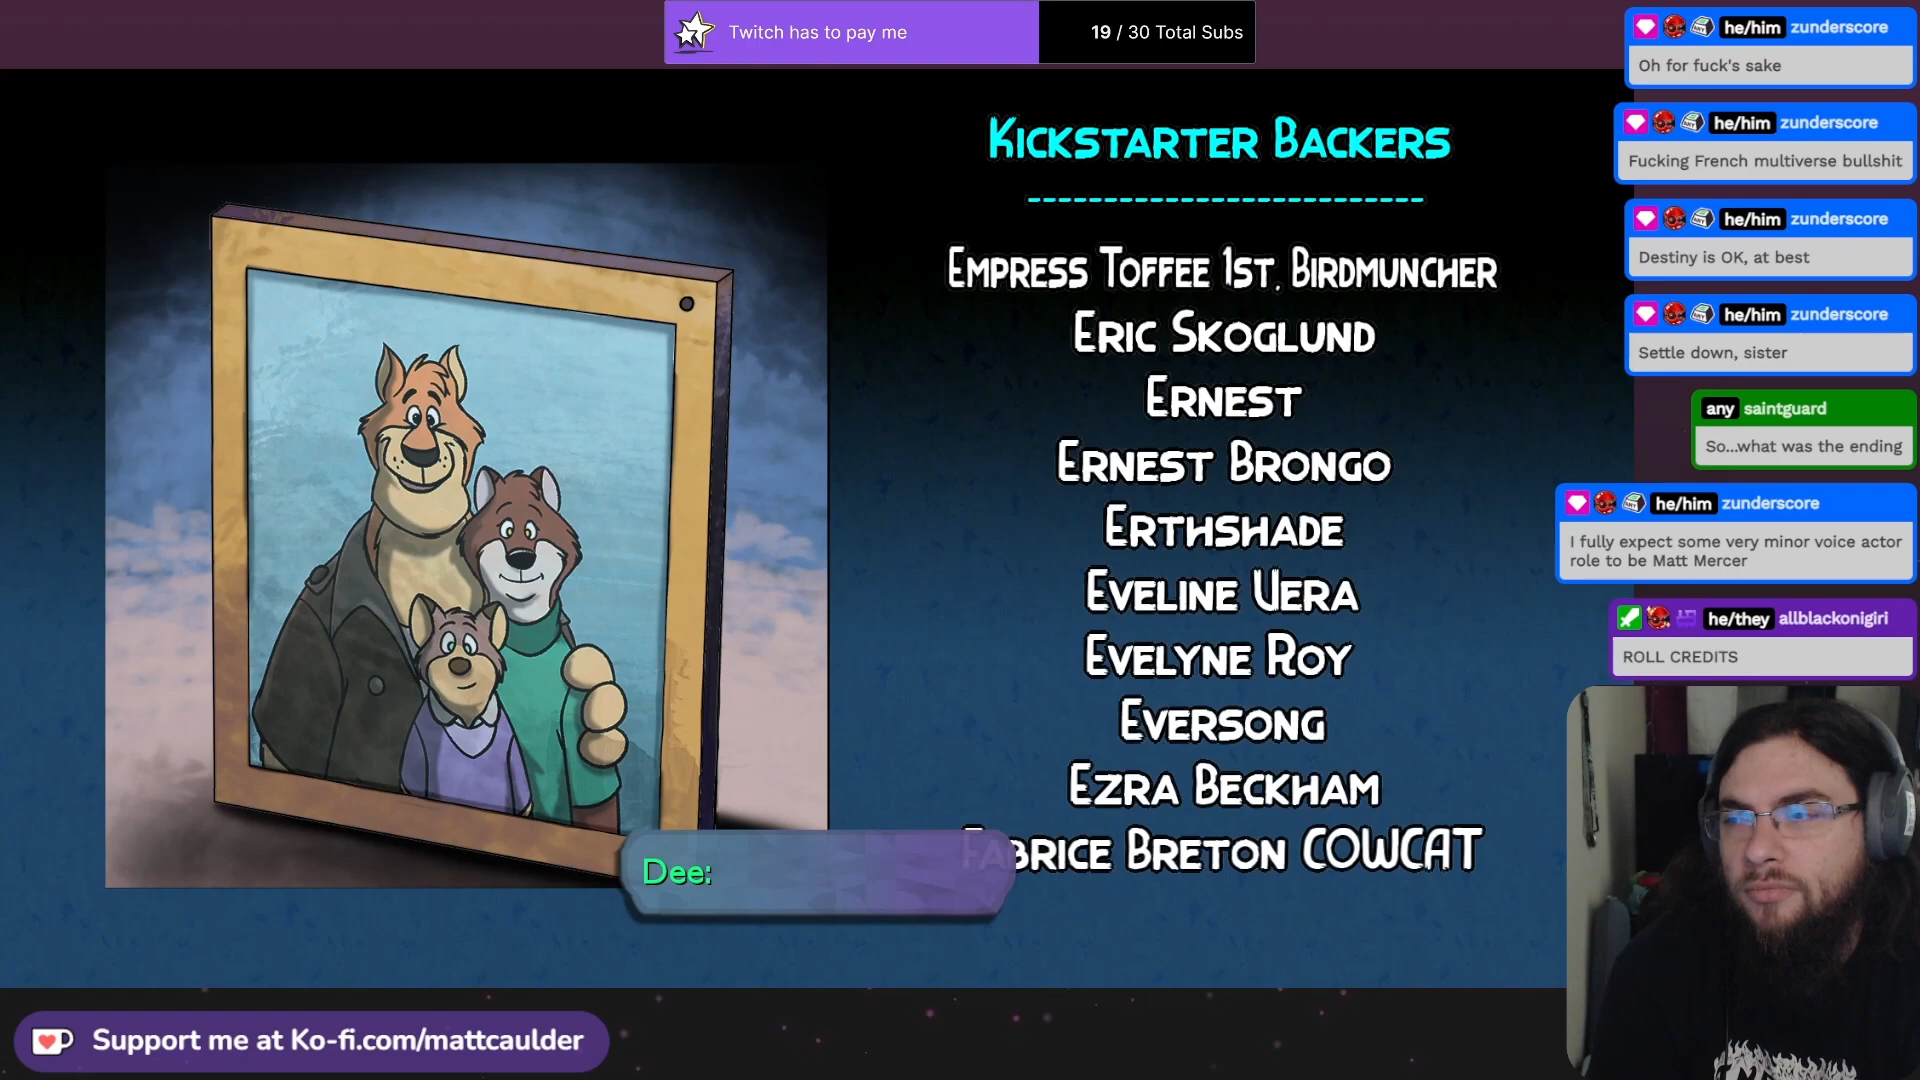 Twitch has to pay me
19 / 30 Total Subs
KICKSTARTER BACKERS
-------------------------
EMPRESS TOFFEE 1ST, BIRDMUNCHER
ERIC SKOGLUND
ERNEST
ERNEST BRONGO
ERTHSHADE
EVELINE VERA
EVELYNE ROY
EVERSONG
EZRA BECKHAM
FABRICE BRETON COWCAT
Dee:
he/him zunderscore
Oh for fuck's sake
he/him zunderscore
Fucking French multiverse bullshit
he/him zunderscore
Destiny is OK, at best
he/him zunderscore
Settle down, sister
any saintguard
So...what was the ending
he/him zunderscore
I fully expect some very minor voice actor
role to be Matt Mercer
he/they allblackonigiri
ROLL CREDITS
Support me at Ko-fi.com/mattcaulder